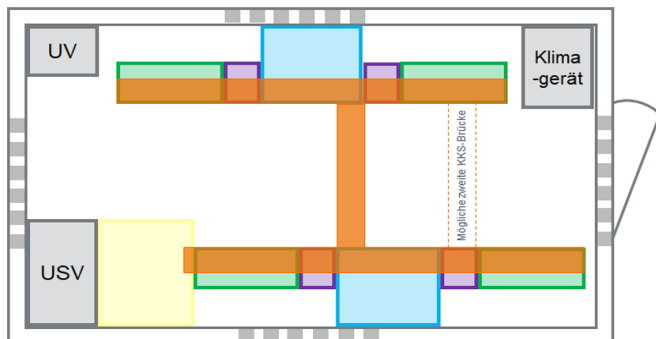 UV
Klima
-gerät
Mögliche zweite KKS-Brücke
USV